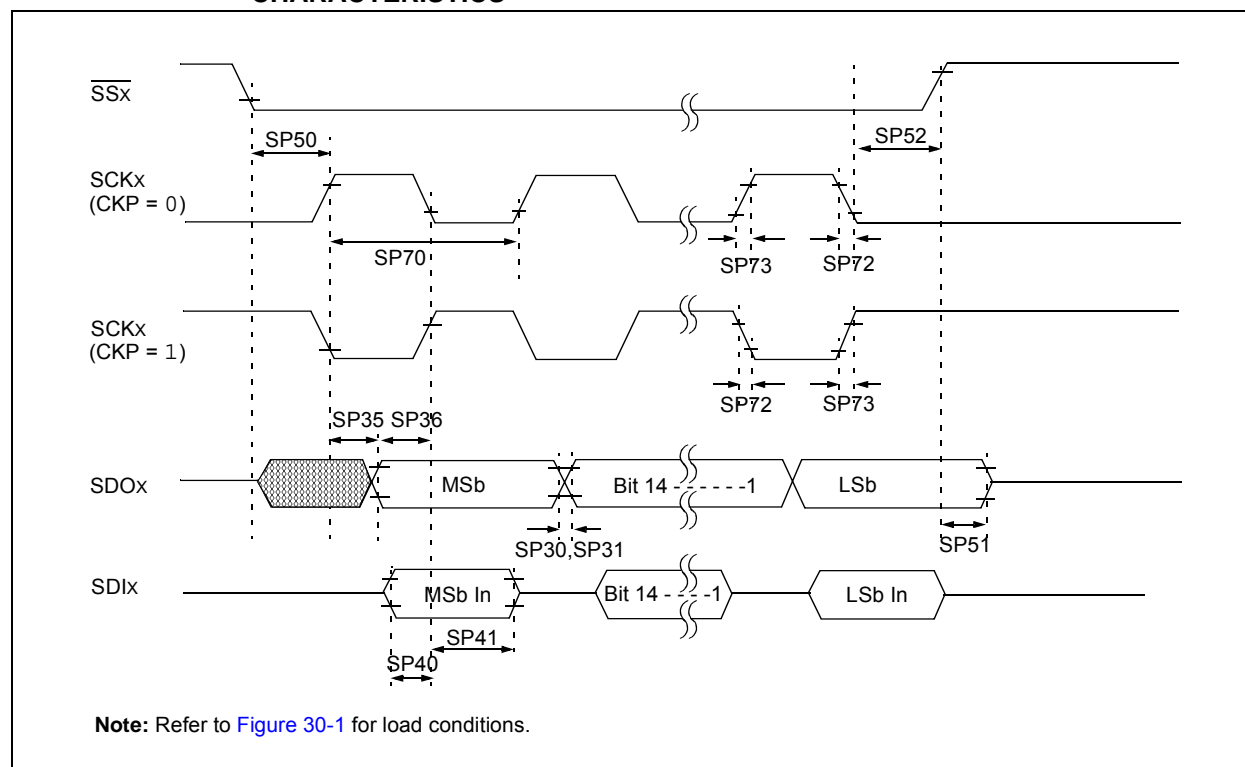 CHARACTERISTICS
SSx
SP50
SP52
SCKx
(CKP = 0)
SP70
SP73
SP72
SCKx
(CKP = 1)
SP72
SP73
SP35
SP36
SDOx
MSb
Bit 14 - - - - - -1
LSb
SP30,SP31
SP51
SDIx
MSb In
Bit 14 - - - -1
LSb In
SP41
SP40
Note: Refer to Figure 30-1 for load conditions.